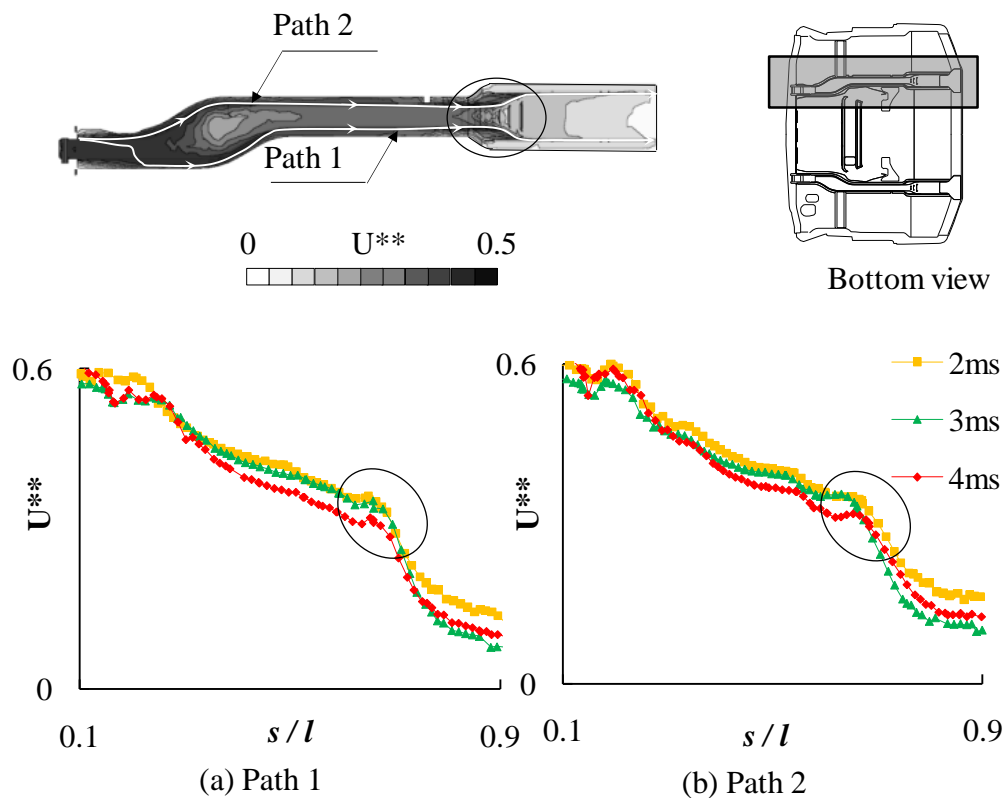 Path 2
Path 1
0 U** 0.5
Bottom view
0.6
U**
0
0.1 s / l 0.9
(a) Path 1
0.6
U**
0
0.1 s / l 0.9
(b) Path 2
2ms
3ms
4ms